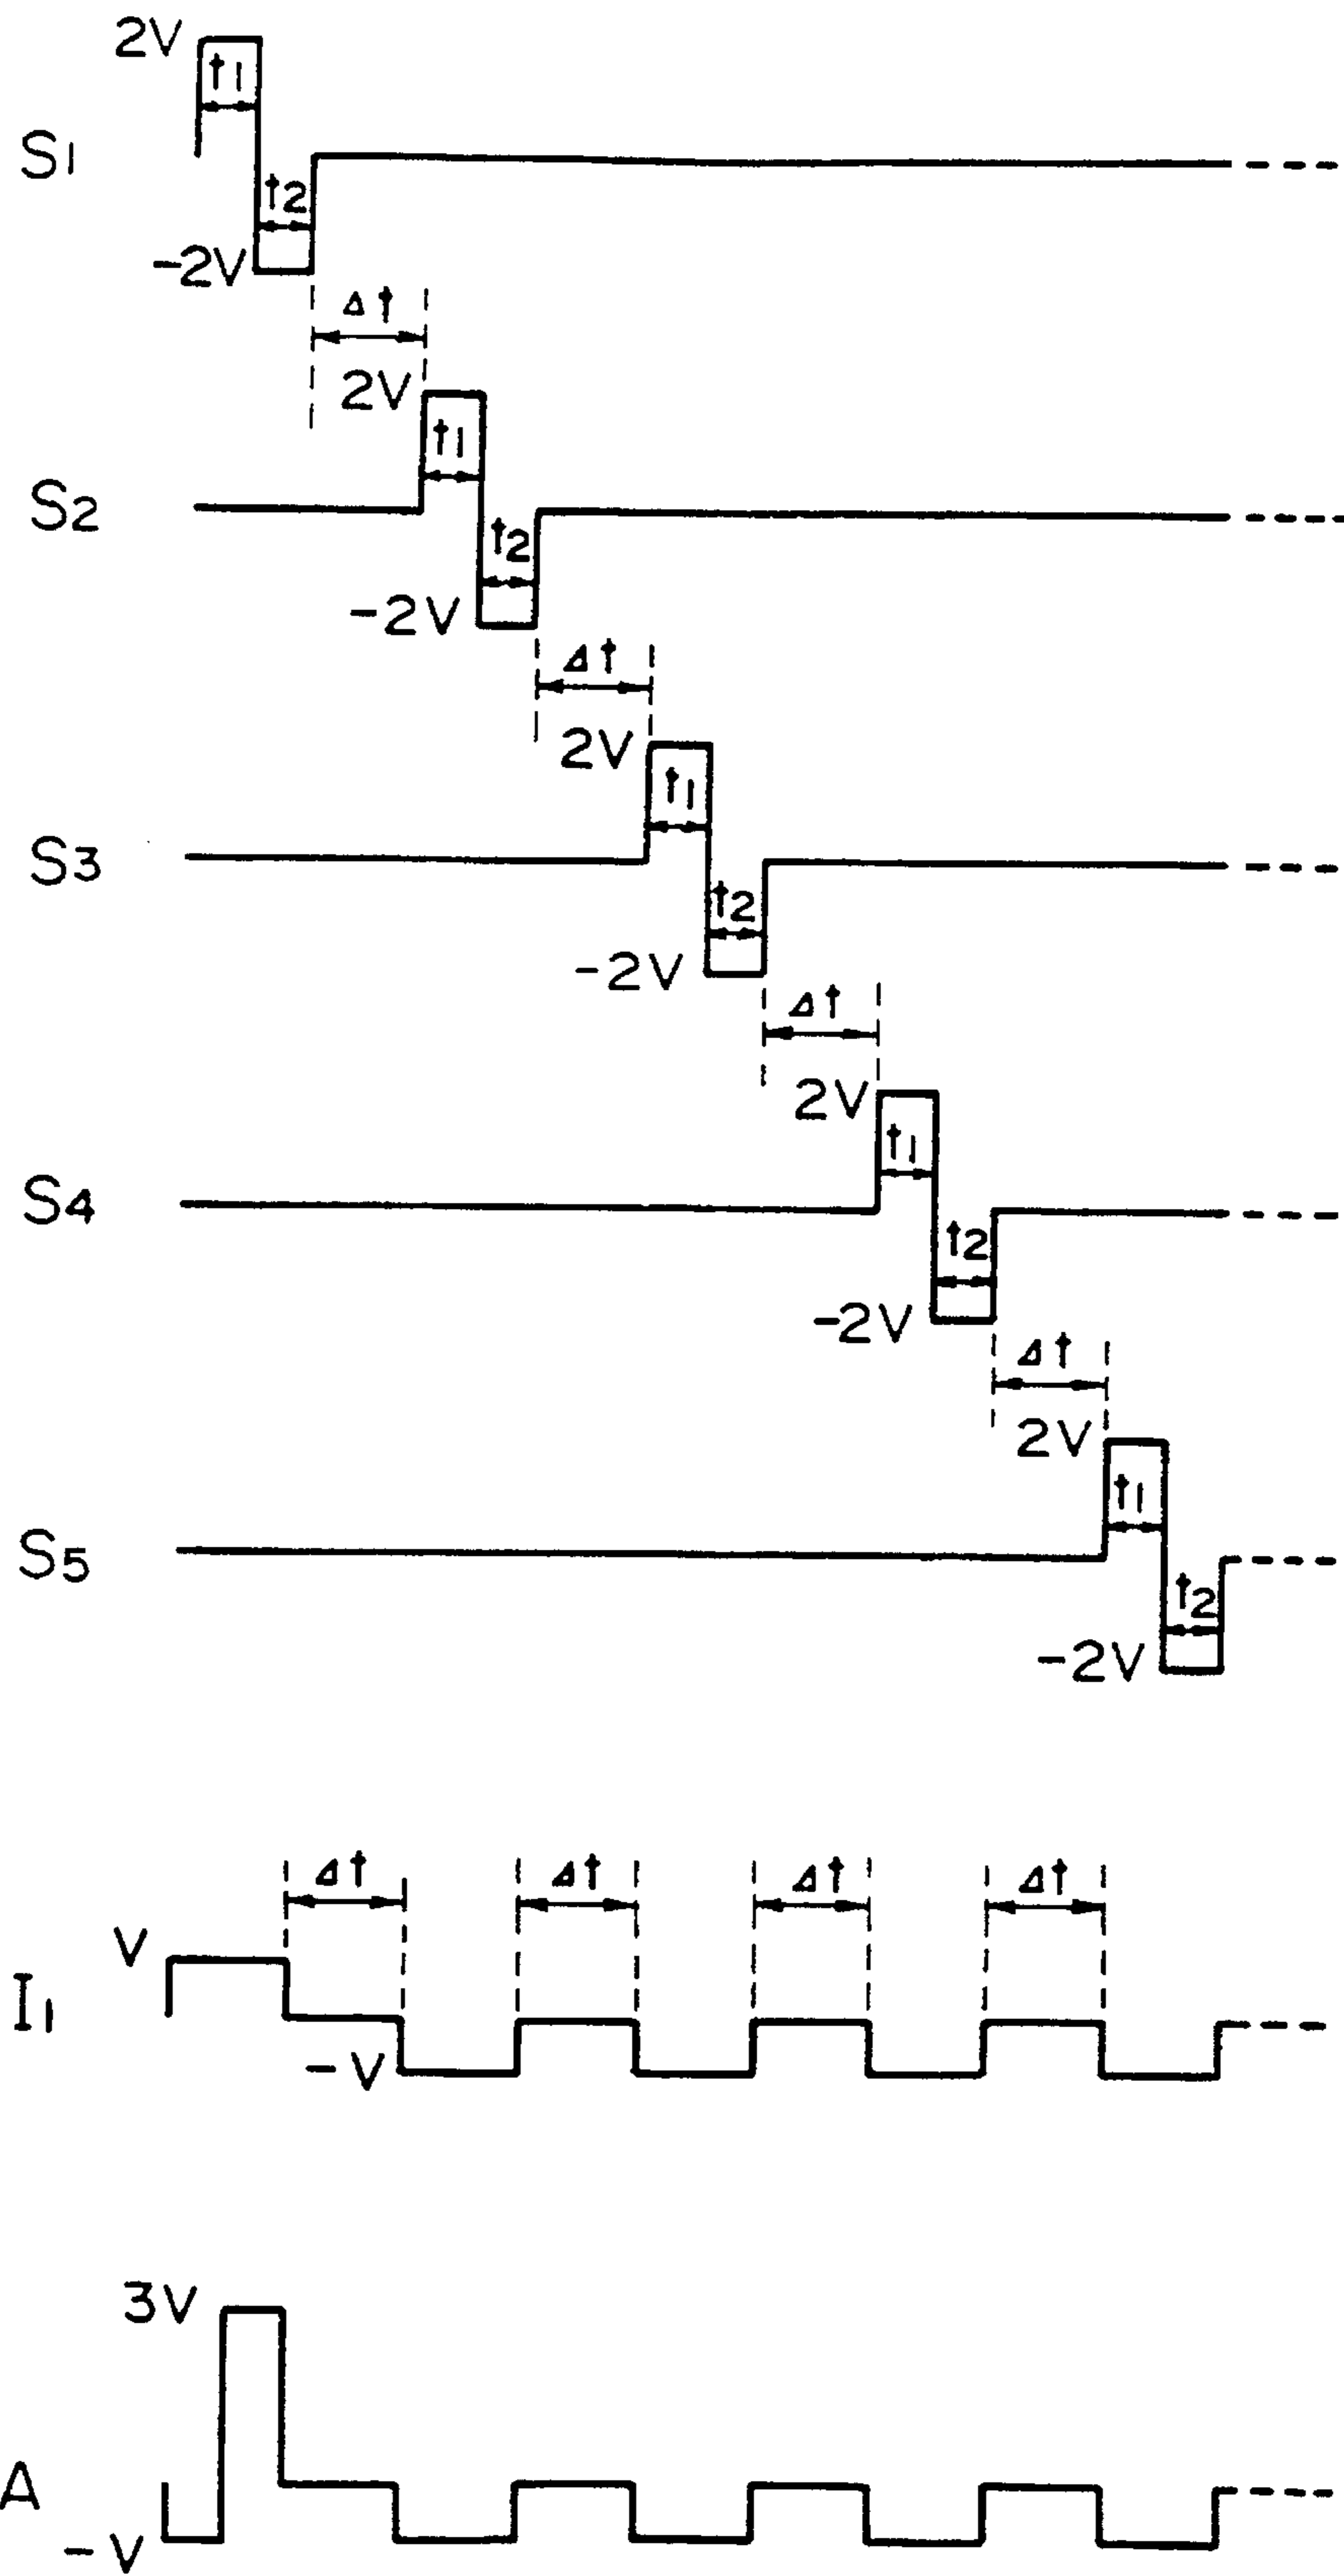 2V
t1
S1
t2
-2V
Δt
2V
t1
S2
t2
-2V
Δt
2V
t1
S3
t2
-2V
Δt
2V
t1
S4
t2
-2V
Δt
2V
t1
S5
t2
-2V
Δt Δt Δt Δt
V
I1
-V
3V
A
-V